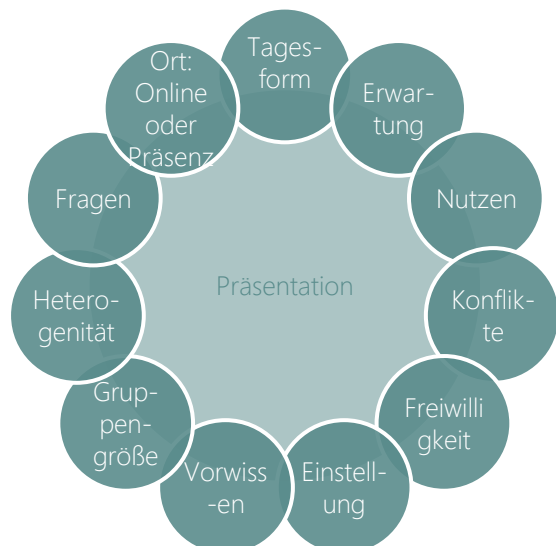 Tages-
form
Erwar-
tung
Nutzen
Konflik-
te
Freiwilli
gkeit
Einstell-
ung
Vorwiss
-en
Grup-
pen-
größe
Hetero-
genität
Fragen
Ort:
Online
oder
Präsenz
Präsentation